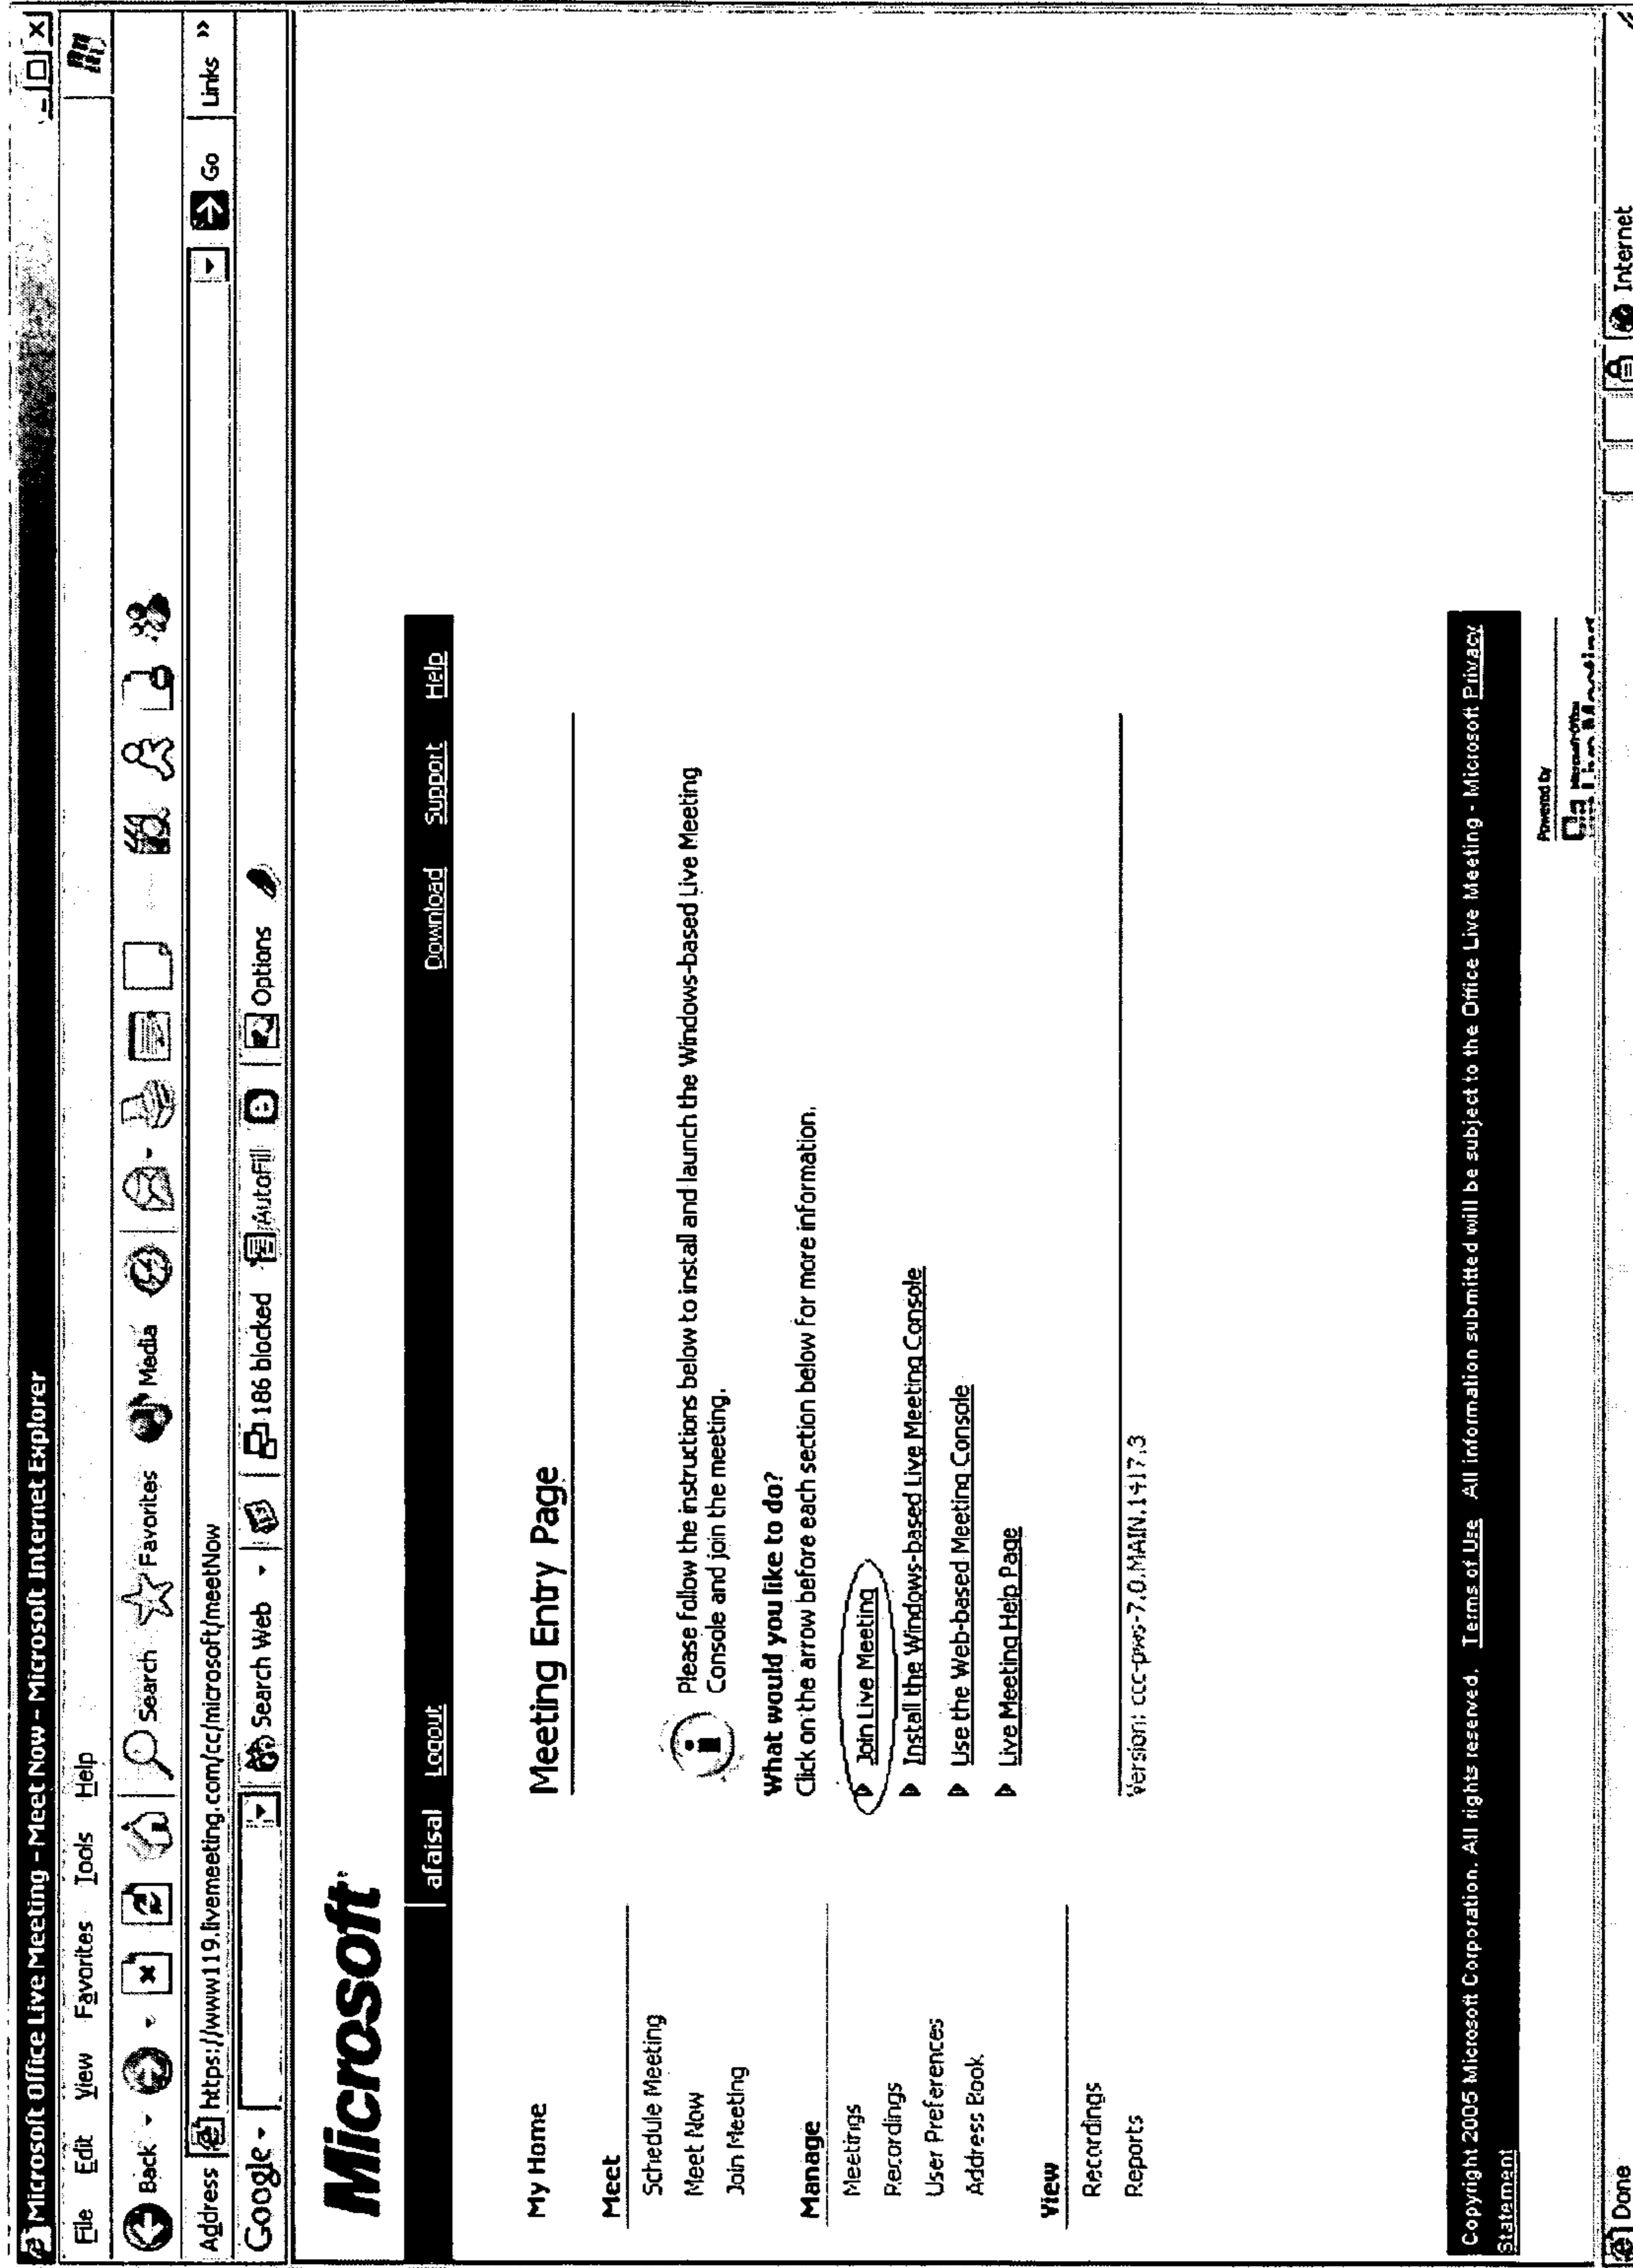 Microsoft Office Live Meeting - Meet Now - Microsoft Internet Explorer
File Edit View Favorites Tools Help
Back Search Favorites Media
Address https://www119.livemeeting.com/cc/microsoft/meetNow Go Links »
Google Search Web 186 blocked AutoFill Options
Microsoft
afaisal Logout Download Support Help
My Home
Meet
Schedule Meeting
Meet Now
Join Meeting
Manage
Meetings
Recordings
User Preferences
Address Book
View
Recordings
Reports
Meeting Entry Page
Please follow the instructions below to install and launch the Windows-based Live Meeting
Console and join the meeting.
What would you like to do?
Click on the arrow before each section below for more information.
Join Live Meeting
Install the Windows-based Live Meeting Console
Use the Web-based Meeting Console
Live Meeting Help Page
Version: ccc-pws-7.0.MAIN.1417.3
Copyright 2005 Microsoft Corporation. All rights reserved. Terms of Use All information submitted will be subject to the Office Live Meeting - Microsoft Privacy
Statement
Powered by
Microsoft Office
Live Meeting
Done Internet